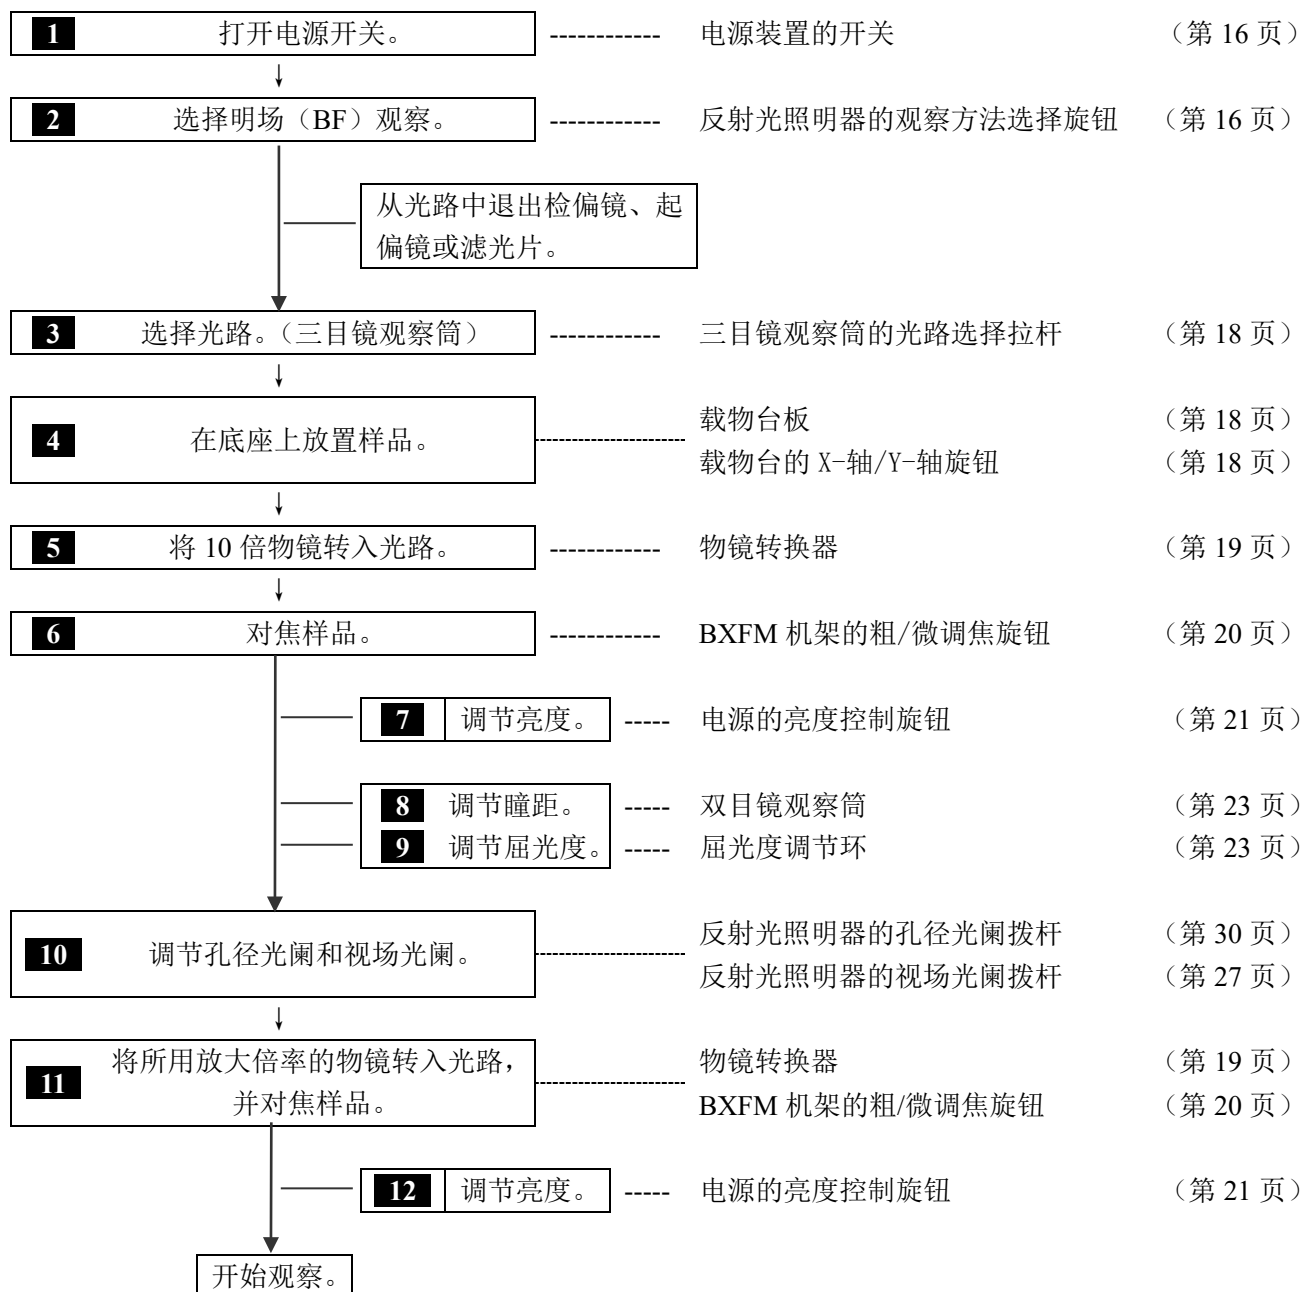 1 打开电源开关。 ------------ 电源装置的开关 （第 16 页）
↓
2 选择明场（BF）观察。 ------------ 反射光照明器的观察方法选择旋钮 （第 16 页）
从光路中退出检偏镜、起
偏镜或滤光片。
3 选择光路。（三目镜观察筒） ------------ 三目镜观察筒的光路选择拉杆 （第 18 页）
↓
载物台板 （第 18 页）
4 在底座上放置样品。
载物台的 X-轴/Y-轴旋钮 （第 18 页）
↓
5 将 10 倍物镜转入光路。 ------------ 物镜转换器 （第 19 页）
↓
6 对焦样品。 ------------ BXFM 机架的粗/微调焦旋钮 （第 20 页）
7 调节亮度。 ----- 电源的亮度控制旋钮 （第 21 页）
8 调节瞳距。 ----- 双目镜观察筒 （第 23 页）
9 调节屈光度。 ----- 屈光度调节环 （第 23 页）
反射光照明器的孔径光阑拨杆 （第 30 页）
10 调节孔径光阑和视场光阑。
反射光照明器的视场光阑拨杆 （第 27 页）
↓
11 将所用放大倍率的物镜转入光路， 物镜转换器 （第 19 页）
并对焦样品。 BXFM 机架的粗/微调焦旋钮 （第 20 页）
12 调节亮度。 ----- 电源的亮度控制旋钮 （第 21 页）
开始观察。